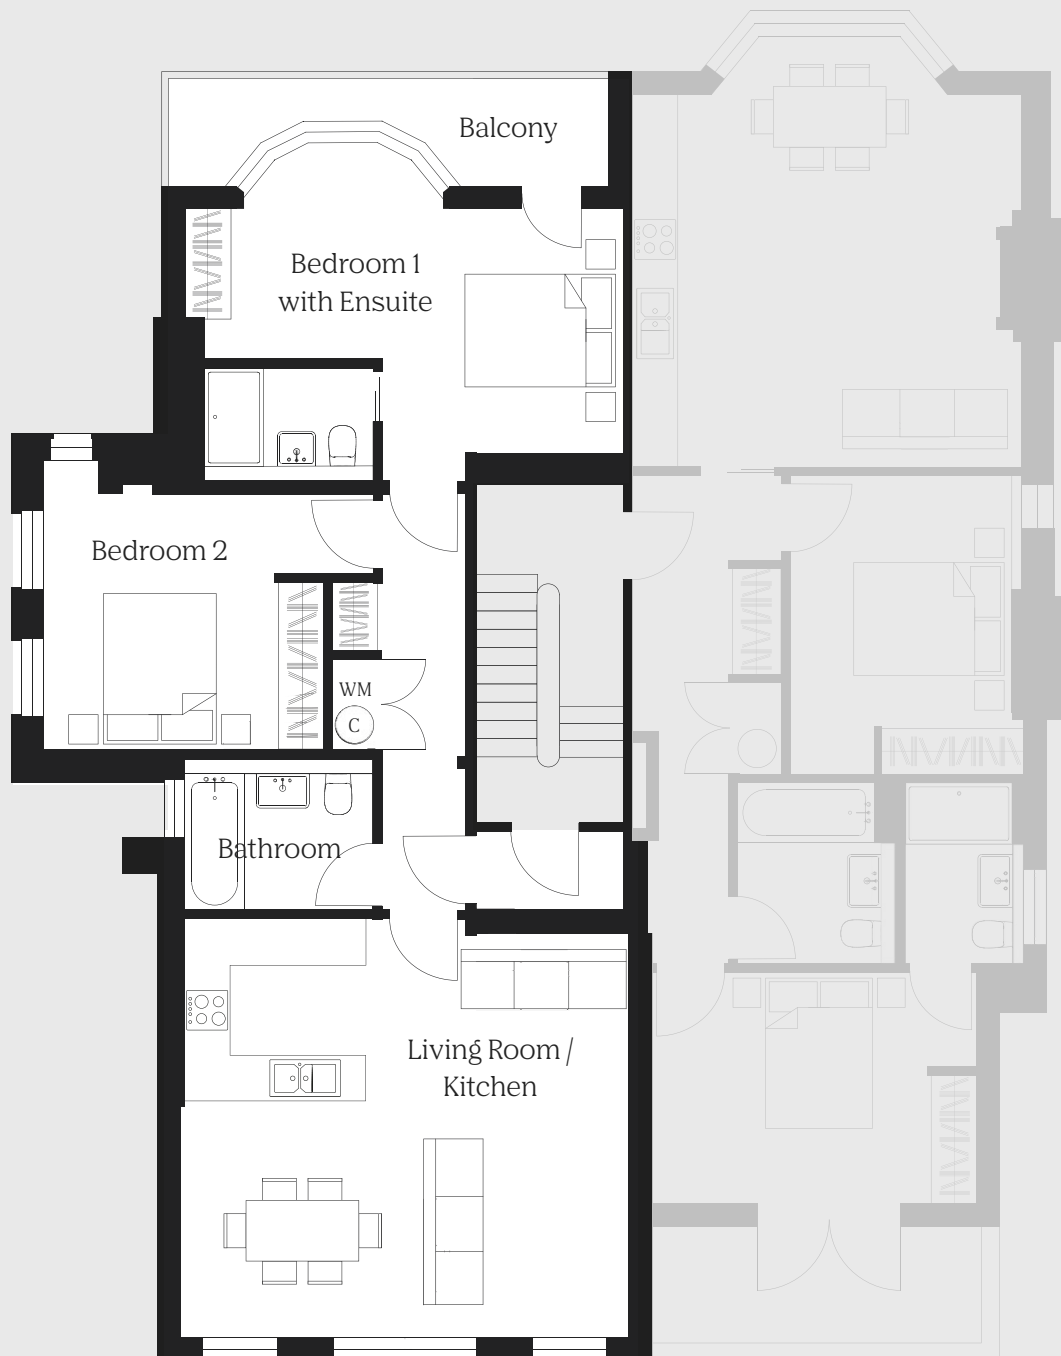 Balcony
Bedroom 1
with Ensuite
Bedroom 2
WM
C
Bathroom
Living Room /
Kitchen